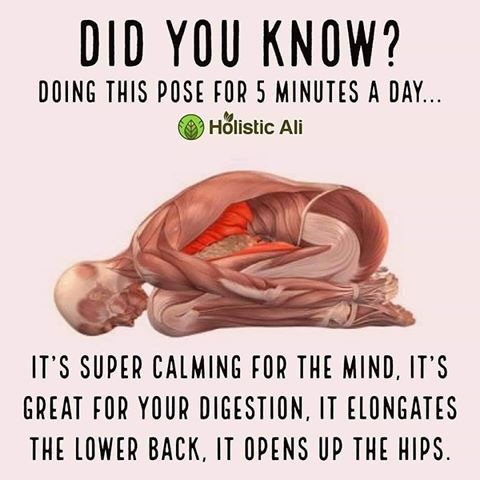 DID YOU KNOW?
DOING THIS POSE FOR 5 MINUTES A DAY...
Holistic Ali
IT'S SUPER CALMING FOR THE MIND, IT'S
GREAT FOR YOUR DIGESTION, IT ELONGATES
THE LOWER BACK, IT OPENS UP THE HIPS.